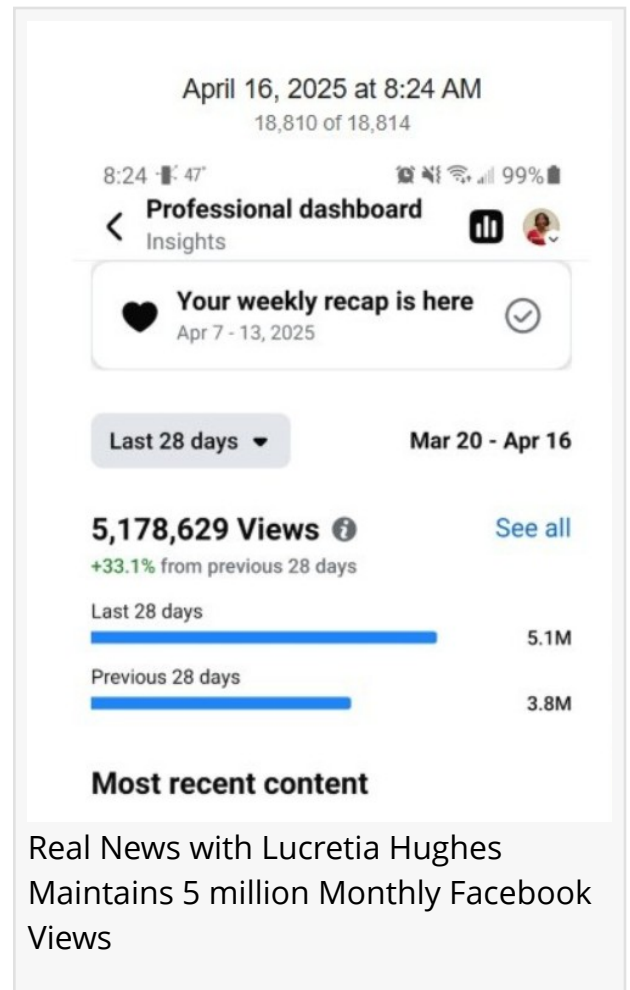 April 16, 2025 at 8:24 AM
18,810 of 18,814
8:24 47° 99%
Professional dashboard
Insights
Your weekly recap is here
Apr 7 - 13, 2025
Last 28 days Mar 20 - Apr 16
5,178,629 Views See all
+33.1% from previous 28 days
Last 28 days
5.1M
Previous 28 days
3.8M
Most recent content
Real News with Lucretia Hughes
Maintains 5 million Monthly Facebook
Views